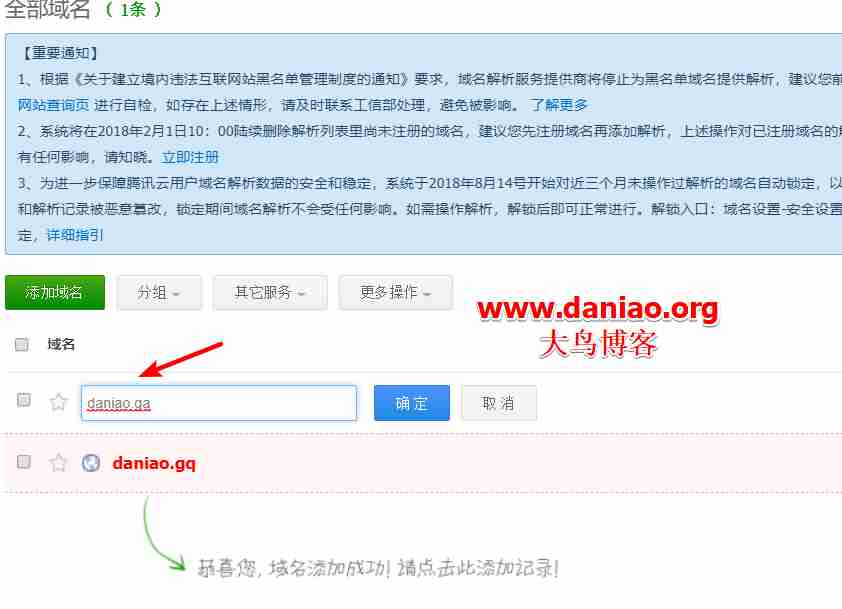 全部域名 ( 1条 )
【重要通知】
1、根据《关于建立境内违法互联网站黑名单管理制度的通知》要求，域名解析服务提供商将停止为黑名单域名提供解析，建议您前
网站查询页 进行自检，如存在上述情形，请及时联系工信部处理，避免被影响。 了解更多
2、系统将在2018年2月1日10：00陆续删除解析列表里尚未注册的域名，建议您先注册域名再添加解析，上述操作对已注册域名的解
有任何影响，请知晓。立即注册
3、为进一步保障腾讯云用户域名解析数据的安全和稳定，系统于2018年8月14号开始对近三个月未操作过解析的域名自动锁定，以
和解析记录被恶意篡改，锁定期间域名解析不会受任何影响。如需操作解析，解锁后即可正常进行。解锁入口：域名设置-安全设置
定，详细指引
添加域名 分组 其它服务 更多操作
www.daniao.org
大鸟博客
域名
daniao.ga 确定 取消
daniao.gq
恭喜您, 域名添加成功! 请点击此添加记录!